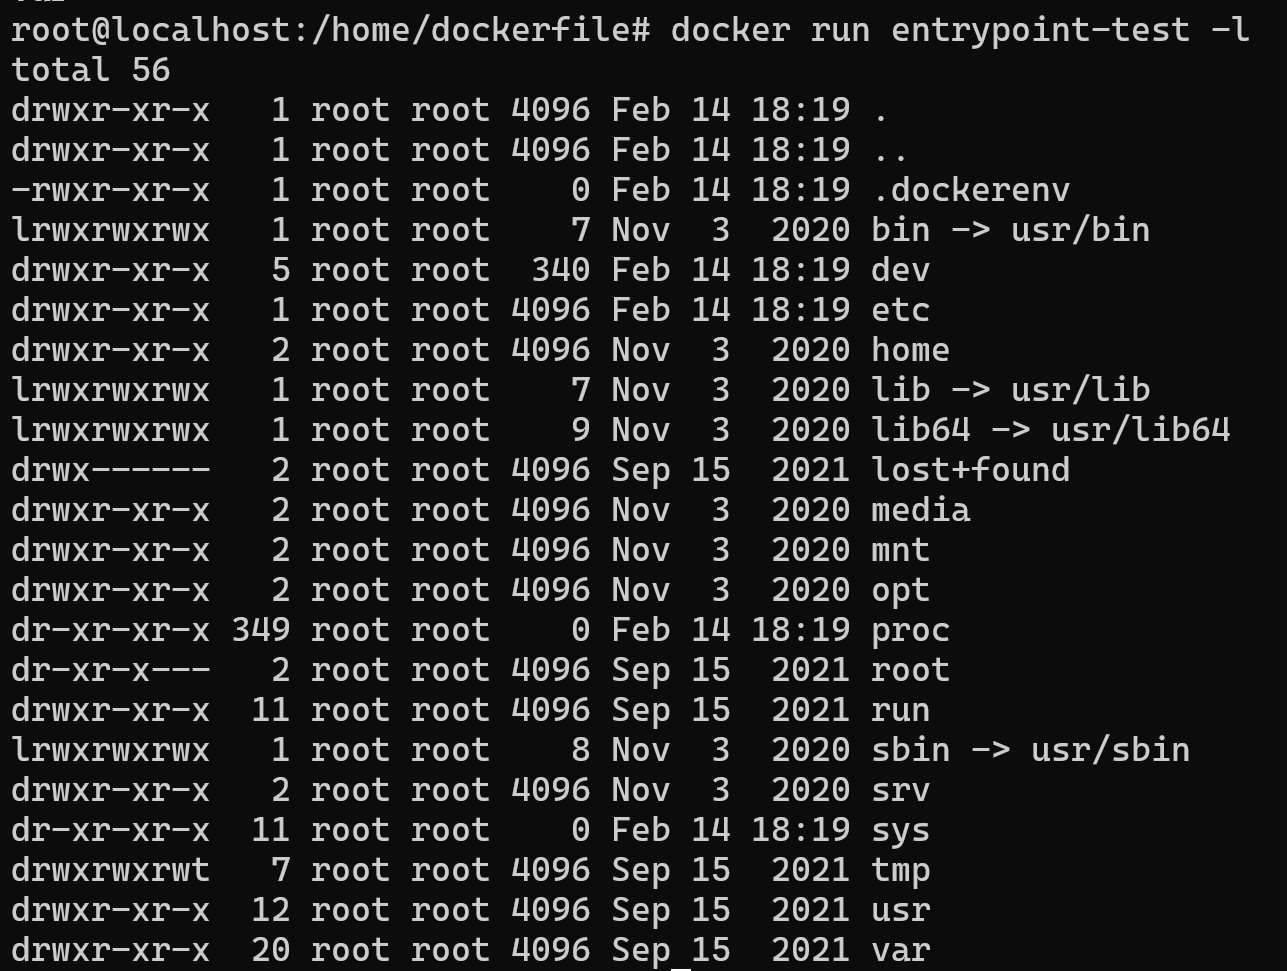 root@localhost:/home/dockerfile# docker run entrypoint-test -l
total 56
drwxr-xr-x   1 root root 4096 Feb 14 18:19 .
drwxr-xr-x   1 root root 4096 Feb 14 18:19 ..
-rwxr-xr-x   1 root root    0 Feb 14 18:19 .dockerenv
lrwxrwxrwx   1 root root    7 Nov  3  2020 bin -> usr/bin
drwxr-xr-x   5 root root  340 Feb 14 18:19 dev
drwxr-xr-x   1 root root 4096 Feb 14 18:19 etc
drwxr-xr-x   2 root root 4096 Nov  3  2020 home
lrwxrwxrwx   1 root root    7 Nov  3  2020 lib -> usr/lib
lrwxrwxrwx   1 root root    9 Nov  3  2020 lib64 -> usr/lib64
drwx------   2 root root 4096 Sep 15  2021 lost+found
drwxr-xr-x   2 root root 4096 Nov  3  2020 media
drwxr-xr-x   2 root root 4096 Nov  3  2020 mnt
drwxr-xr-x   2 root root 4096 Nov  3  2020 opt
dr-xr-xr-x 349 root root    0 Feb 14 18:19 proc
dr-xr-x---   2 root root 4096 Sep 15  2021 root
drwxr-xr-x  11 root root 4096 Sep 15  2021 run
lrwxrwxrwx   1 root root    8 Nov  3  2020 sbin -> usr/sbin
drwxr-xr-x   2 root root 4096 Nov  3  2020 srv
dr-xr-xr-x  11 root root    0 Feb 14 18:19 sys
drwxrwxrwt   7 root root 4096 Sep 15  2021 tmp
drwxr-xr-x  12 root root 4096 Sep 15  2021 usr
drwxr-xr-x  20 root root 4096 Sep 15  2021 var